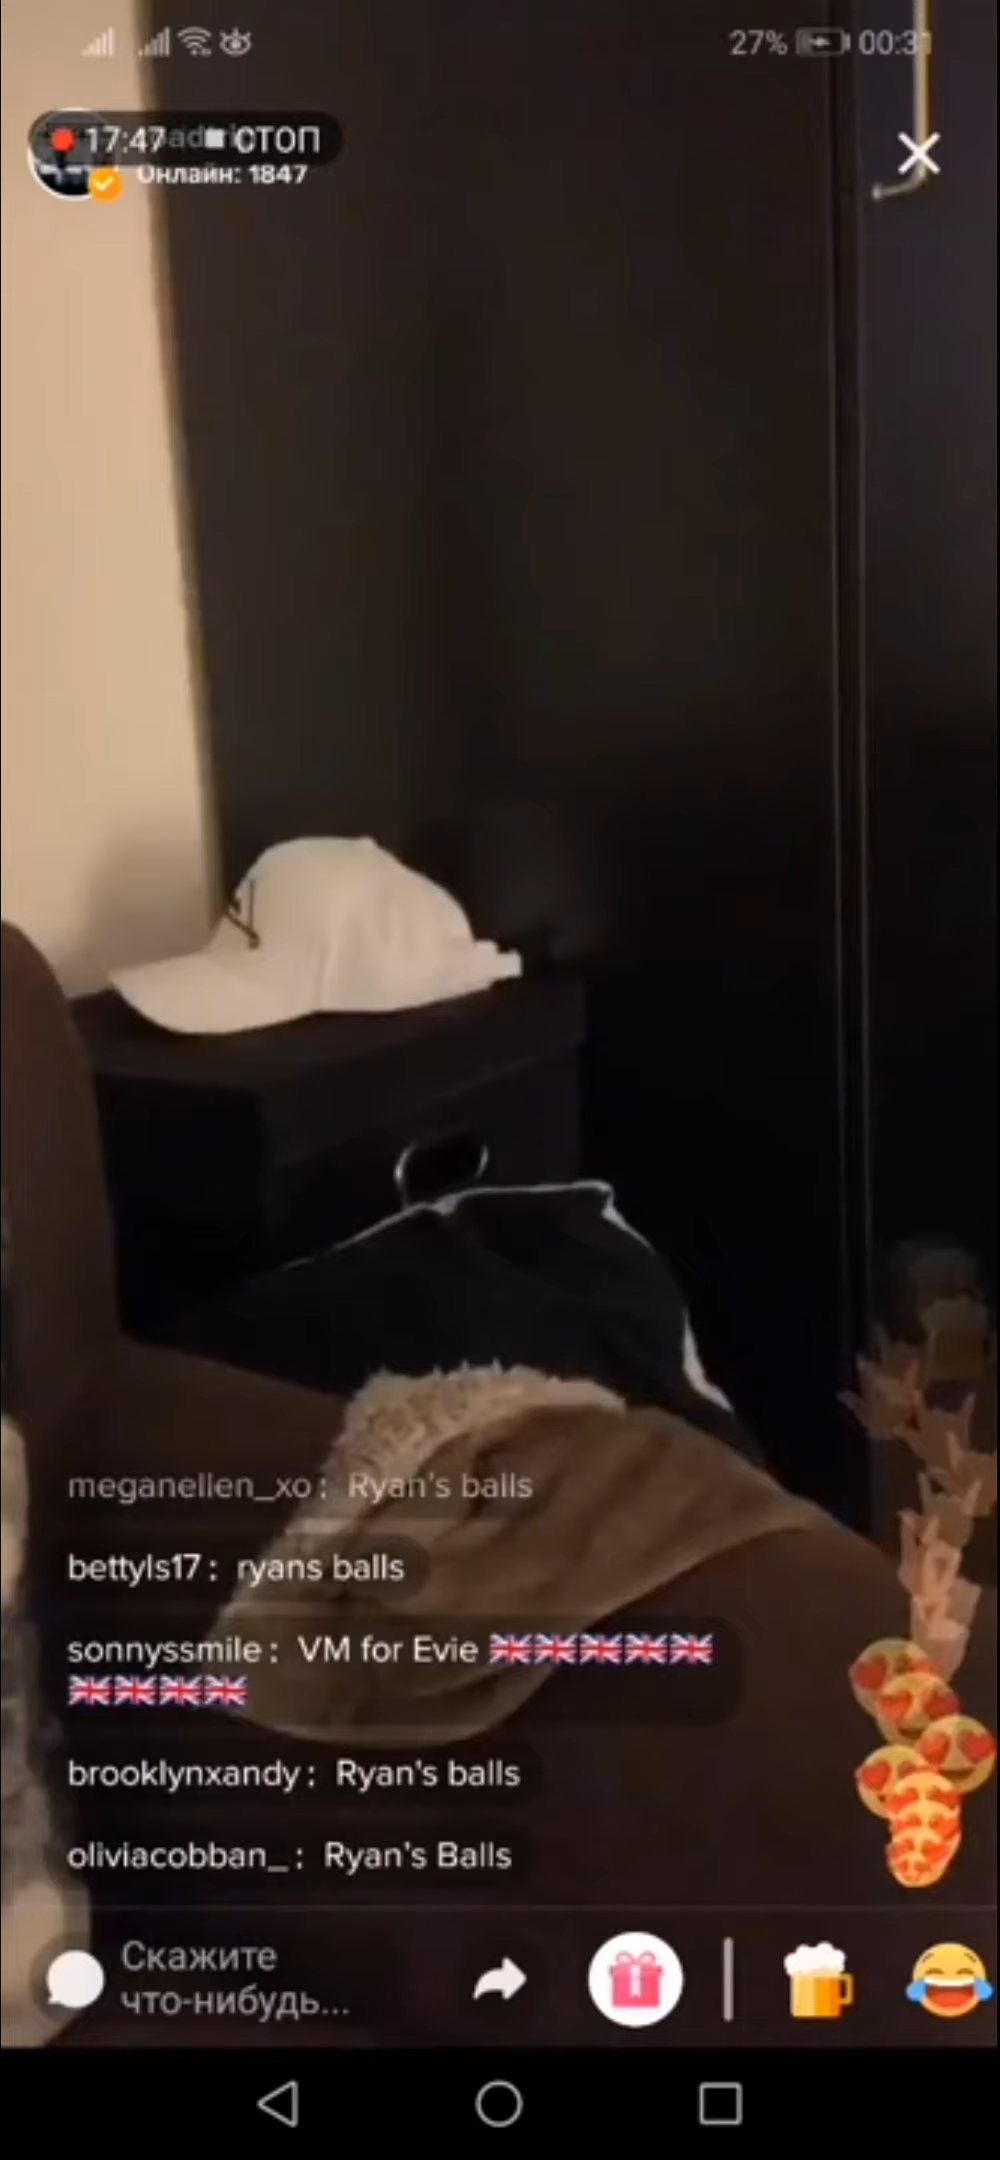 27% 00:31
17:47 СТОП
Онлайн: 1847
meganellen_xo: Ryan's balls
bettyls17: ryans balls
sonnyssmile: VM for Evie 🇬🇧🇬🇧🇬🇧🇬🇧🇬🇧
🇬🇧🇬🇧🇬🇧🇬🇧
brooklynxandy: Ryan's balls
oliviacobban_: Ryan's Balls
Скажите
что-нибудь...